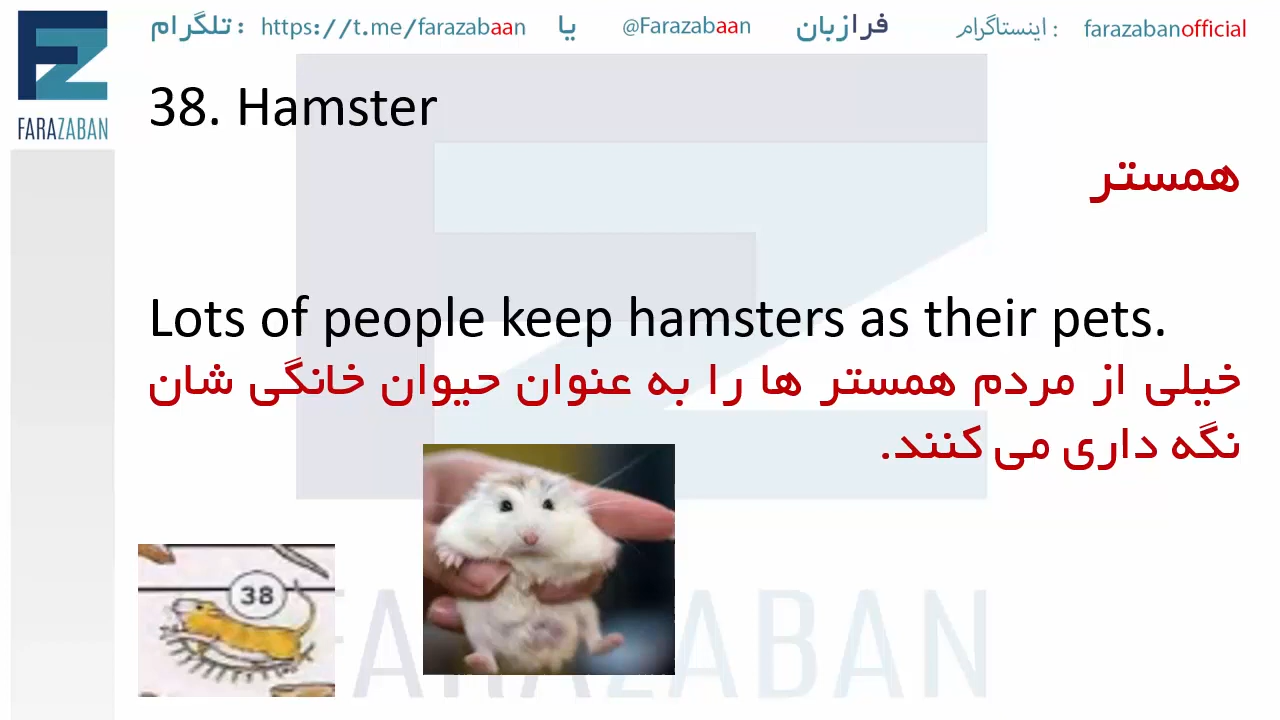 تلگرام : https://t.me/farazabaan یا @Farazabaan فرازبان اینستاگرام : farazabanofficial
FARAZABAN
38. Hamster
همستر
Lots of people keep hamsters as their pets.
خیلی از مردم همستر ها را به عنوان حیوان خانگی شان
نگه داری می کنند.
38
FARAZABAN